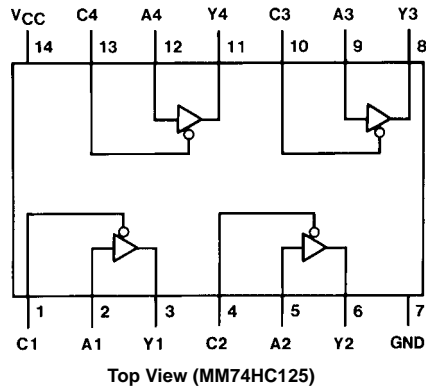 VCC C4 A4 Y4 C3 A3 Y3
14 13 12 11 10 9 8
1 2 3 4 5 6 7
C1 A1 Y1 C2 A2 Y2 GND
Top View (MM74HC125)